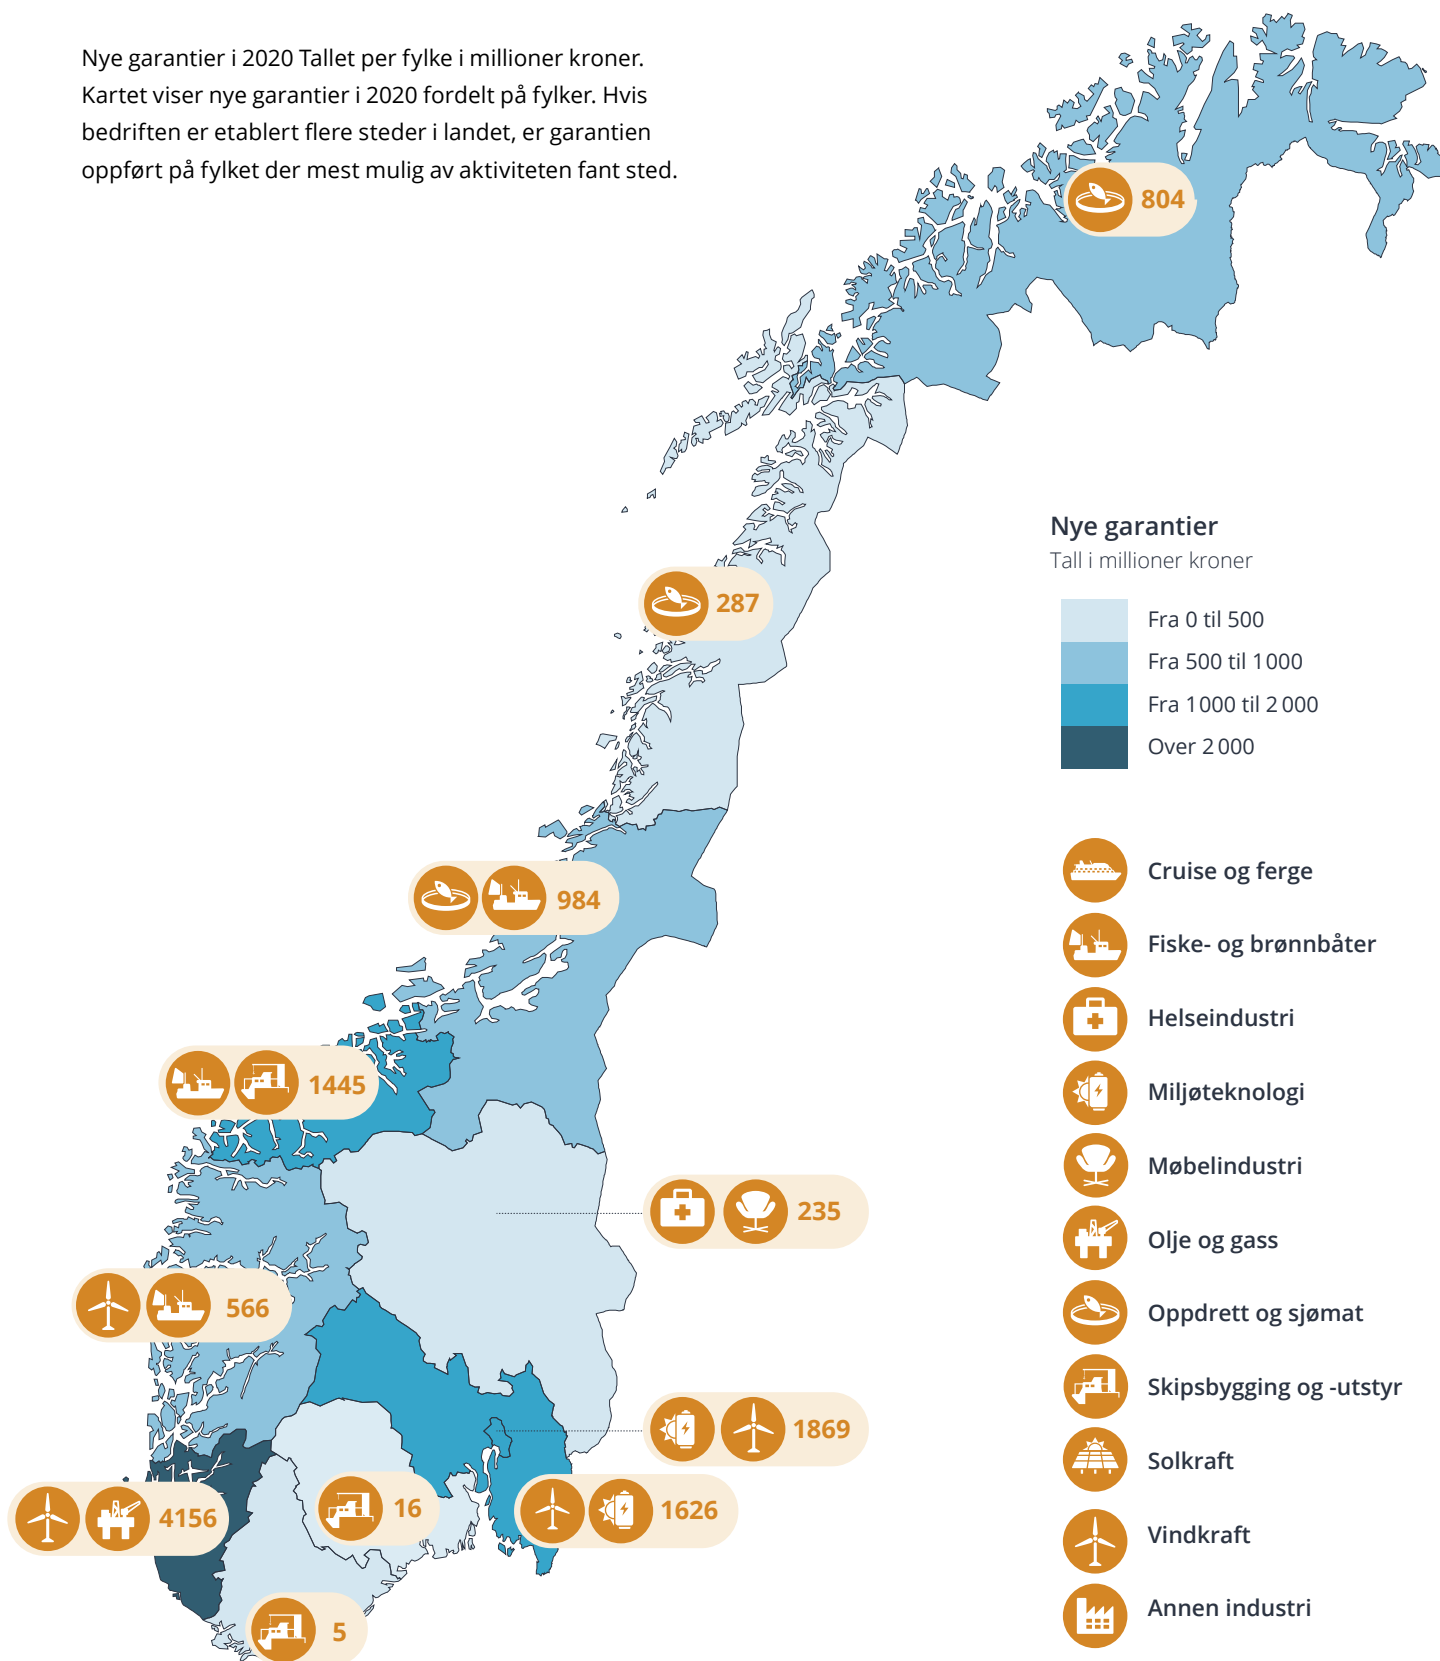 Nye garantier i 2020 Tallet per fylke i millioner kroner.
Kartet viser nye garantier i 2020 fordelt på fylker. Hvis
bedriften er etablert flere steder i landet, er garantien
oppført på fylket der mest mulig av aktiviteten fant sted.
804
287
984
1445
235
566
1869
4156
16
1626
5
Nye garantier
Tall i millioner kroner
Fra 0 til 500
Fra 500 til 1000
Fra 1000 til 2 000
Over 2 000
Cruise og ferge
Fiske- og brønnbåter
Helseindustri
Miljøteknologi
Møbelindustri
Olje og gass
Oppdrett og sjømat
Skipsbygging og -utstyr
Solkraft
Vindkraft
Annen industri